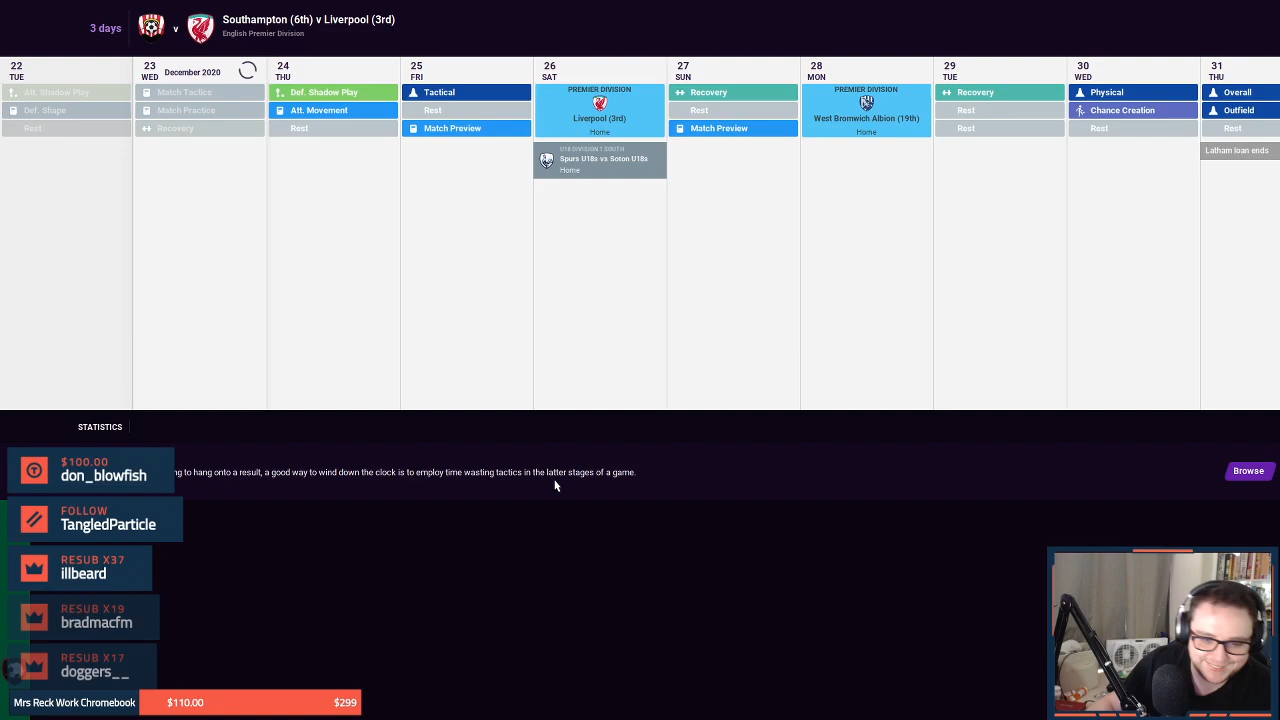 3 days
v
Southampton (6th) v Liverpool (3rd)
English Premier Division
22
TUE
23
WED
December 2020
24
THU
25
FRI
26
SAT
27
SUN
28
MON
29
TUE
30
WED
31
THU
Att. Shadow Play
Def. Shape
Rest
Match Tactics
Match Practice
Recovery
Def. Shadow Play
Att. Movement
Rest
Tactical
Rest
Match Preview
PREMIER DIVISION
Liverpool (3rd)
Home
U18 DIVISION 1 SOUTH
Spurs U18s vs Soton U18s
Home
Recovery
Rest
Match Preview
PREMIER DIVISION
West Bromwich Albion (19th)
Home
Recovery
Rest
Rest
Physical
Chance Creation
Rest
Overall
Outfield
Rest
Latham loan ends
STATISTICS
to hang onto a result, a good way to wind down the clock is to employ time wasting tactics in the latter stages of a game.
Browse
$100.00
don_blowfish
FOLLOW
TangledParticle
RESUB X37
illbeard
RESUB X19
bradmacfm
RESUB X17
doggers__
Mrs Reck Work Chromebook
$110.00
$299